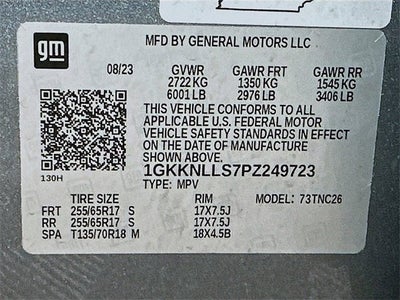 gm
MFD BY GENERAL MOTORS LLC
08/23 GVWR GAWR FRT GAWR RR
2722 KG 1350 KG 1545 KG
6001 LB 2976 LB 3406 LB
THIS VEHICLE CONFORMS TO ALL
APPLICABLE U.S. FEDERAL MOTOR
VEHICLE SAFETY STANDARDS IN EFFECT
ON THE DATE OF MANUFACTURE
SHOWN ABOVE.
1GKKNLLS7PZ249723
130H TYPE: MPV
TIRE SIZE RIM MODEL: 73TNC26
FRT 255/65R17 S 17X7.5J
RR 255/65R17 S 17X7.5J
SPA T135/70R18 M 18X4.5B